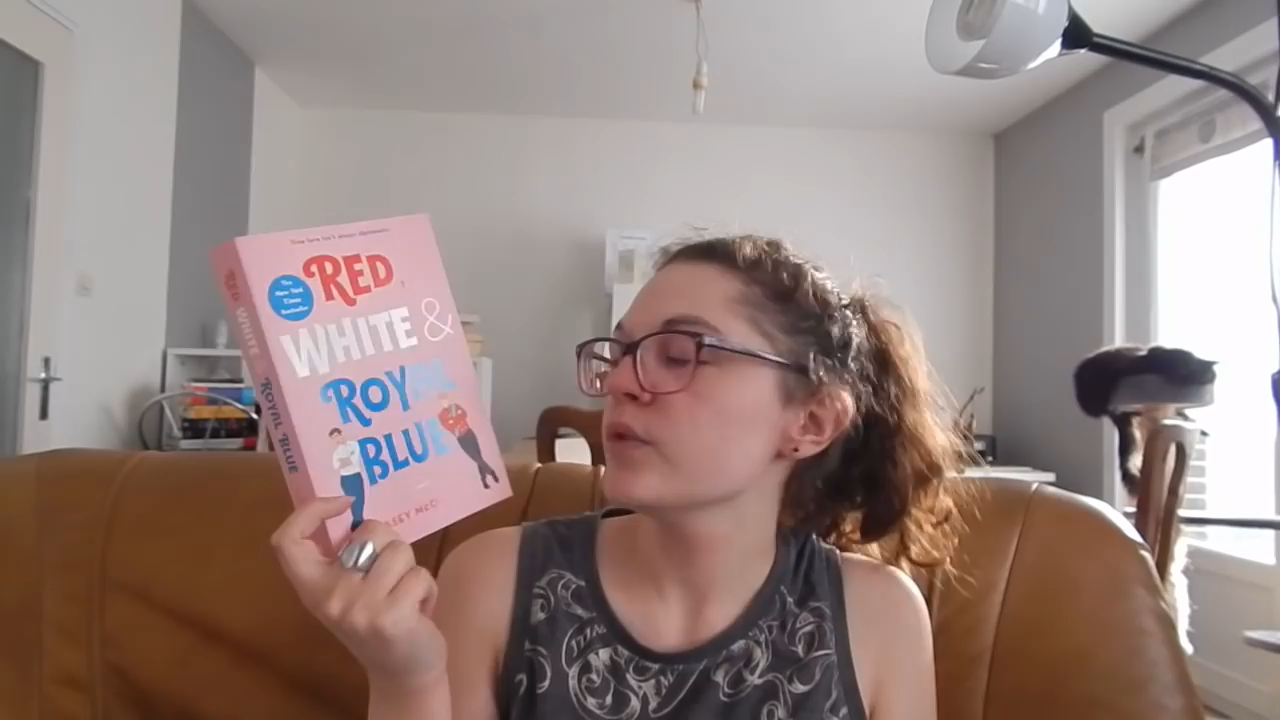 RED,
WHITE &
ROYAL
BLUE
The
New York
Times
Bestseller
RED, WHITE & ROYAL BLUE